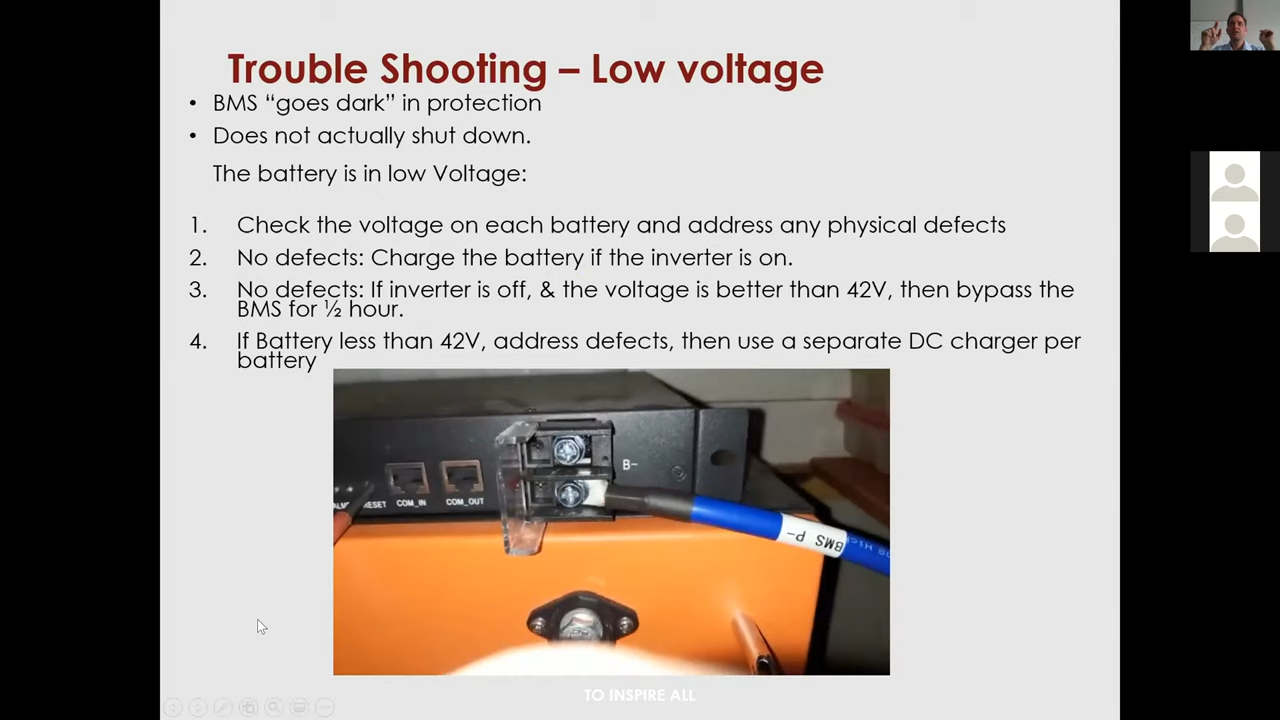 Trouble Shooting – Low voltage
• BMS “goes dark” in protection
• Does not actually shut down.
The battery is in low Voltage:
1. Check the voltage on each battery and address any physical defects
2. No defects: Charge the battery if the inverter is on.
3. No defects: If inverter is off, & the voltage is better than 42V, then bypass the
BMS for ½ hour.
4. If Battery less than 42V, address defects, then use a separate DC charger per
battery
B-
COM_IN
COM_OUT
BMS P-
TO INSPIRE ALL